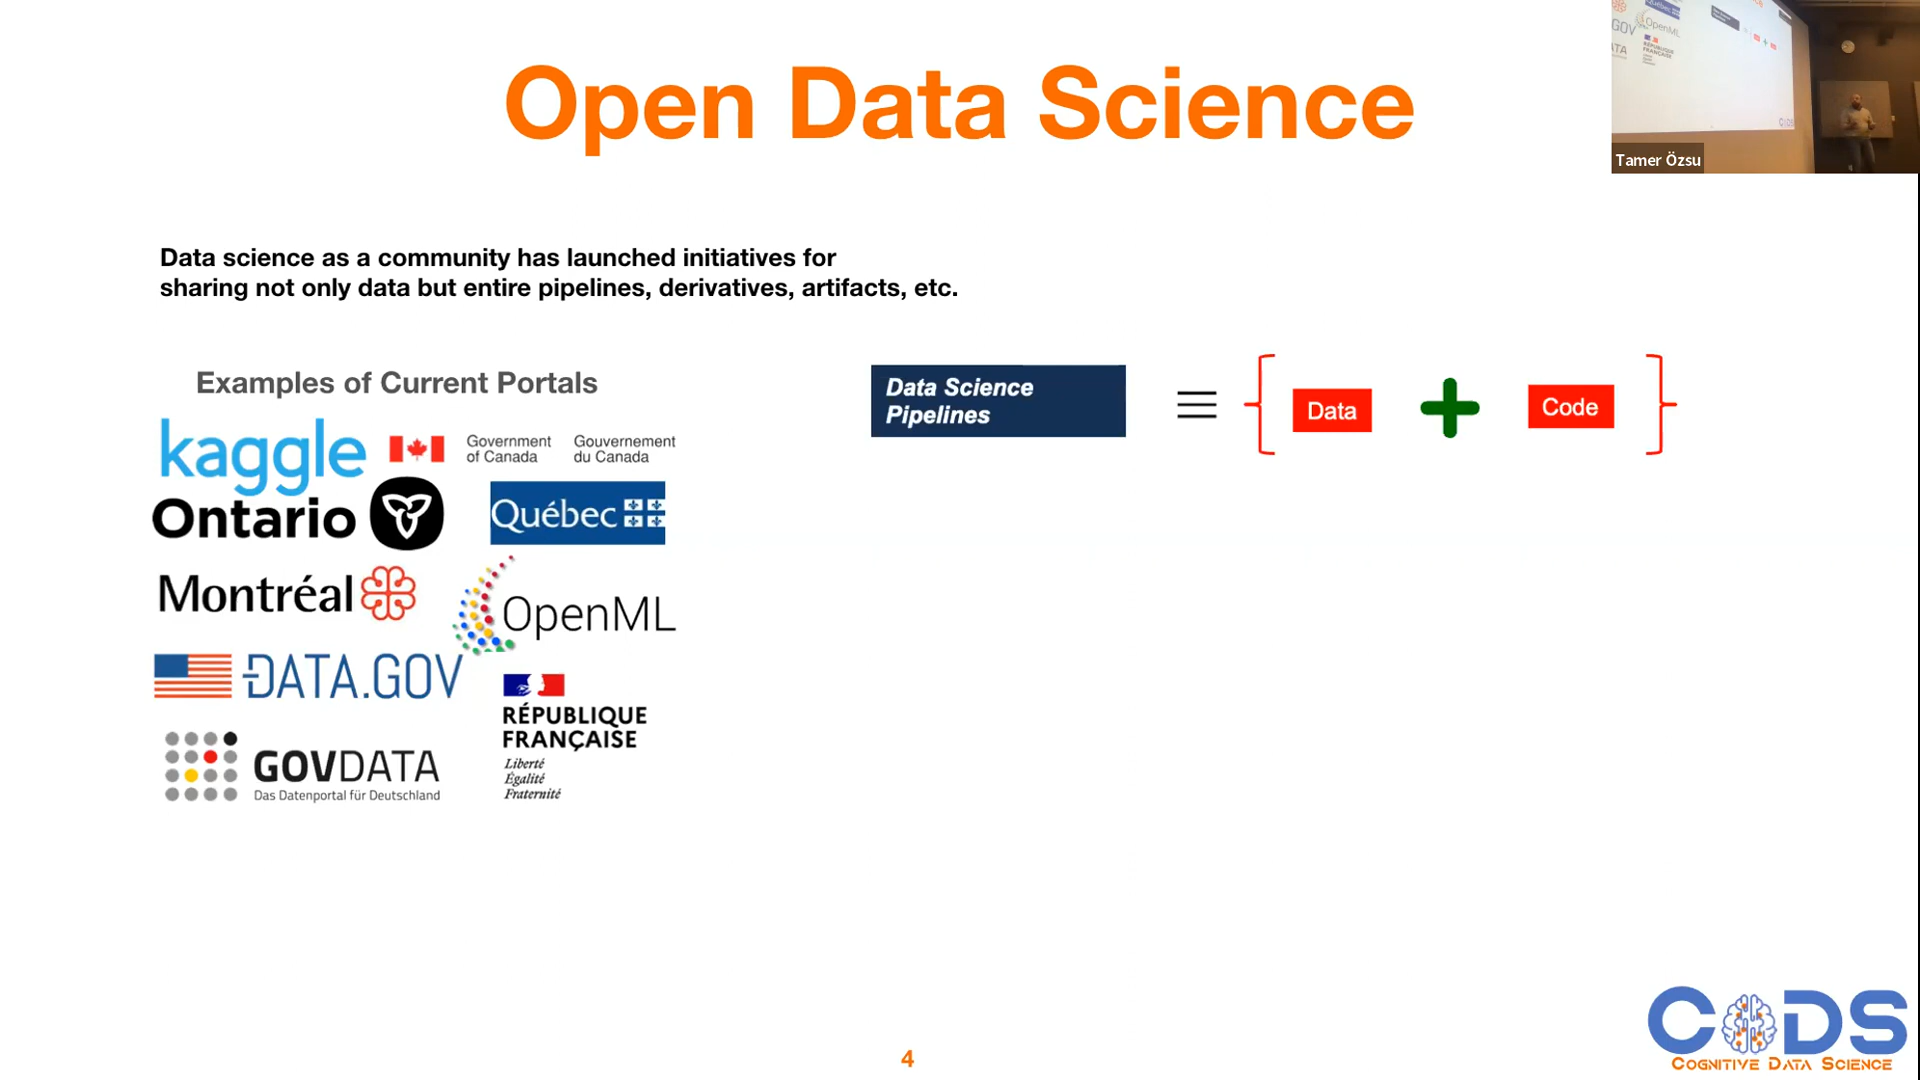 Open Data Science
Tamer Özsu
Data science as a community has launched initiatives for
sharing not only data but entire pipelines, derivatives, artifacts, etc.
Examples of Current Portals
kaggle
Government
of Canada
Gouvernement
du Canada
Ontario
Québec
Montréal
OpenML
DATA.GOV
RÉPUBLIQUE
FRANÇAISE
Liberté
Égalité
Fraternité
GOVDATA
Das Datenportal für Deutschland
Data Science
Pipelines
≡
Data
+
Code
4
CODS
COGNITIVE DATA SCIENCE